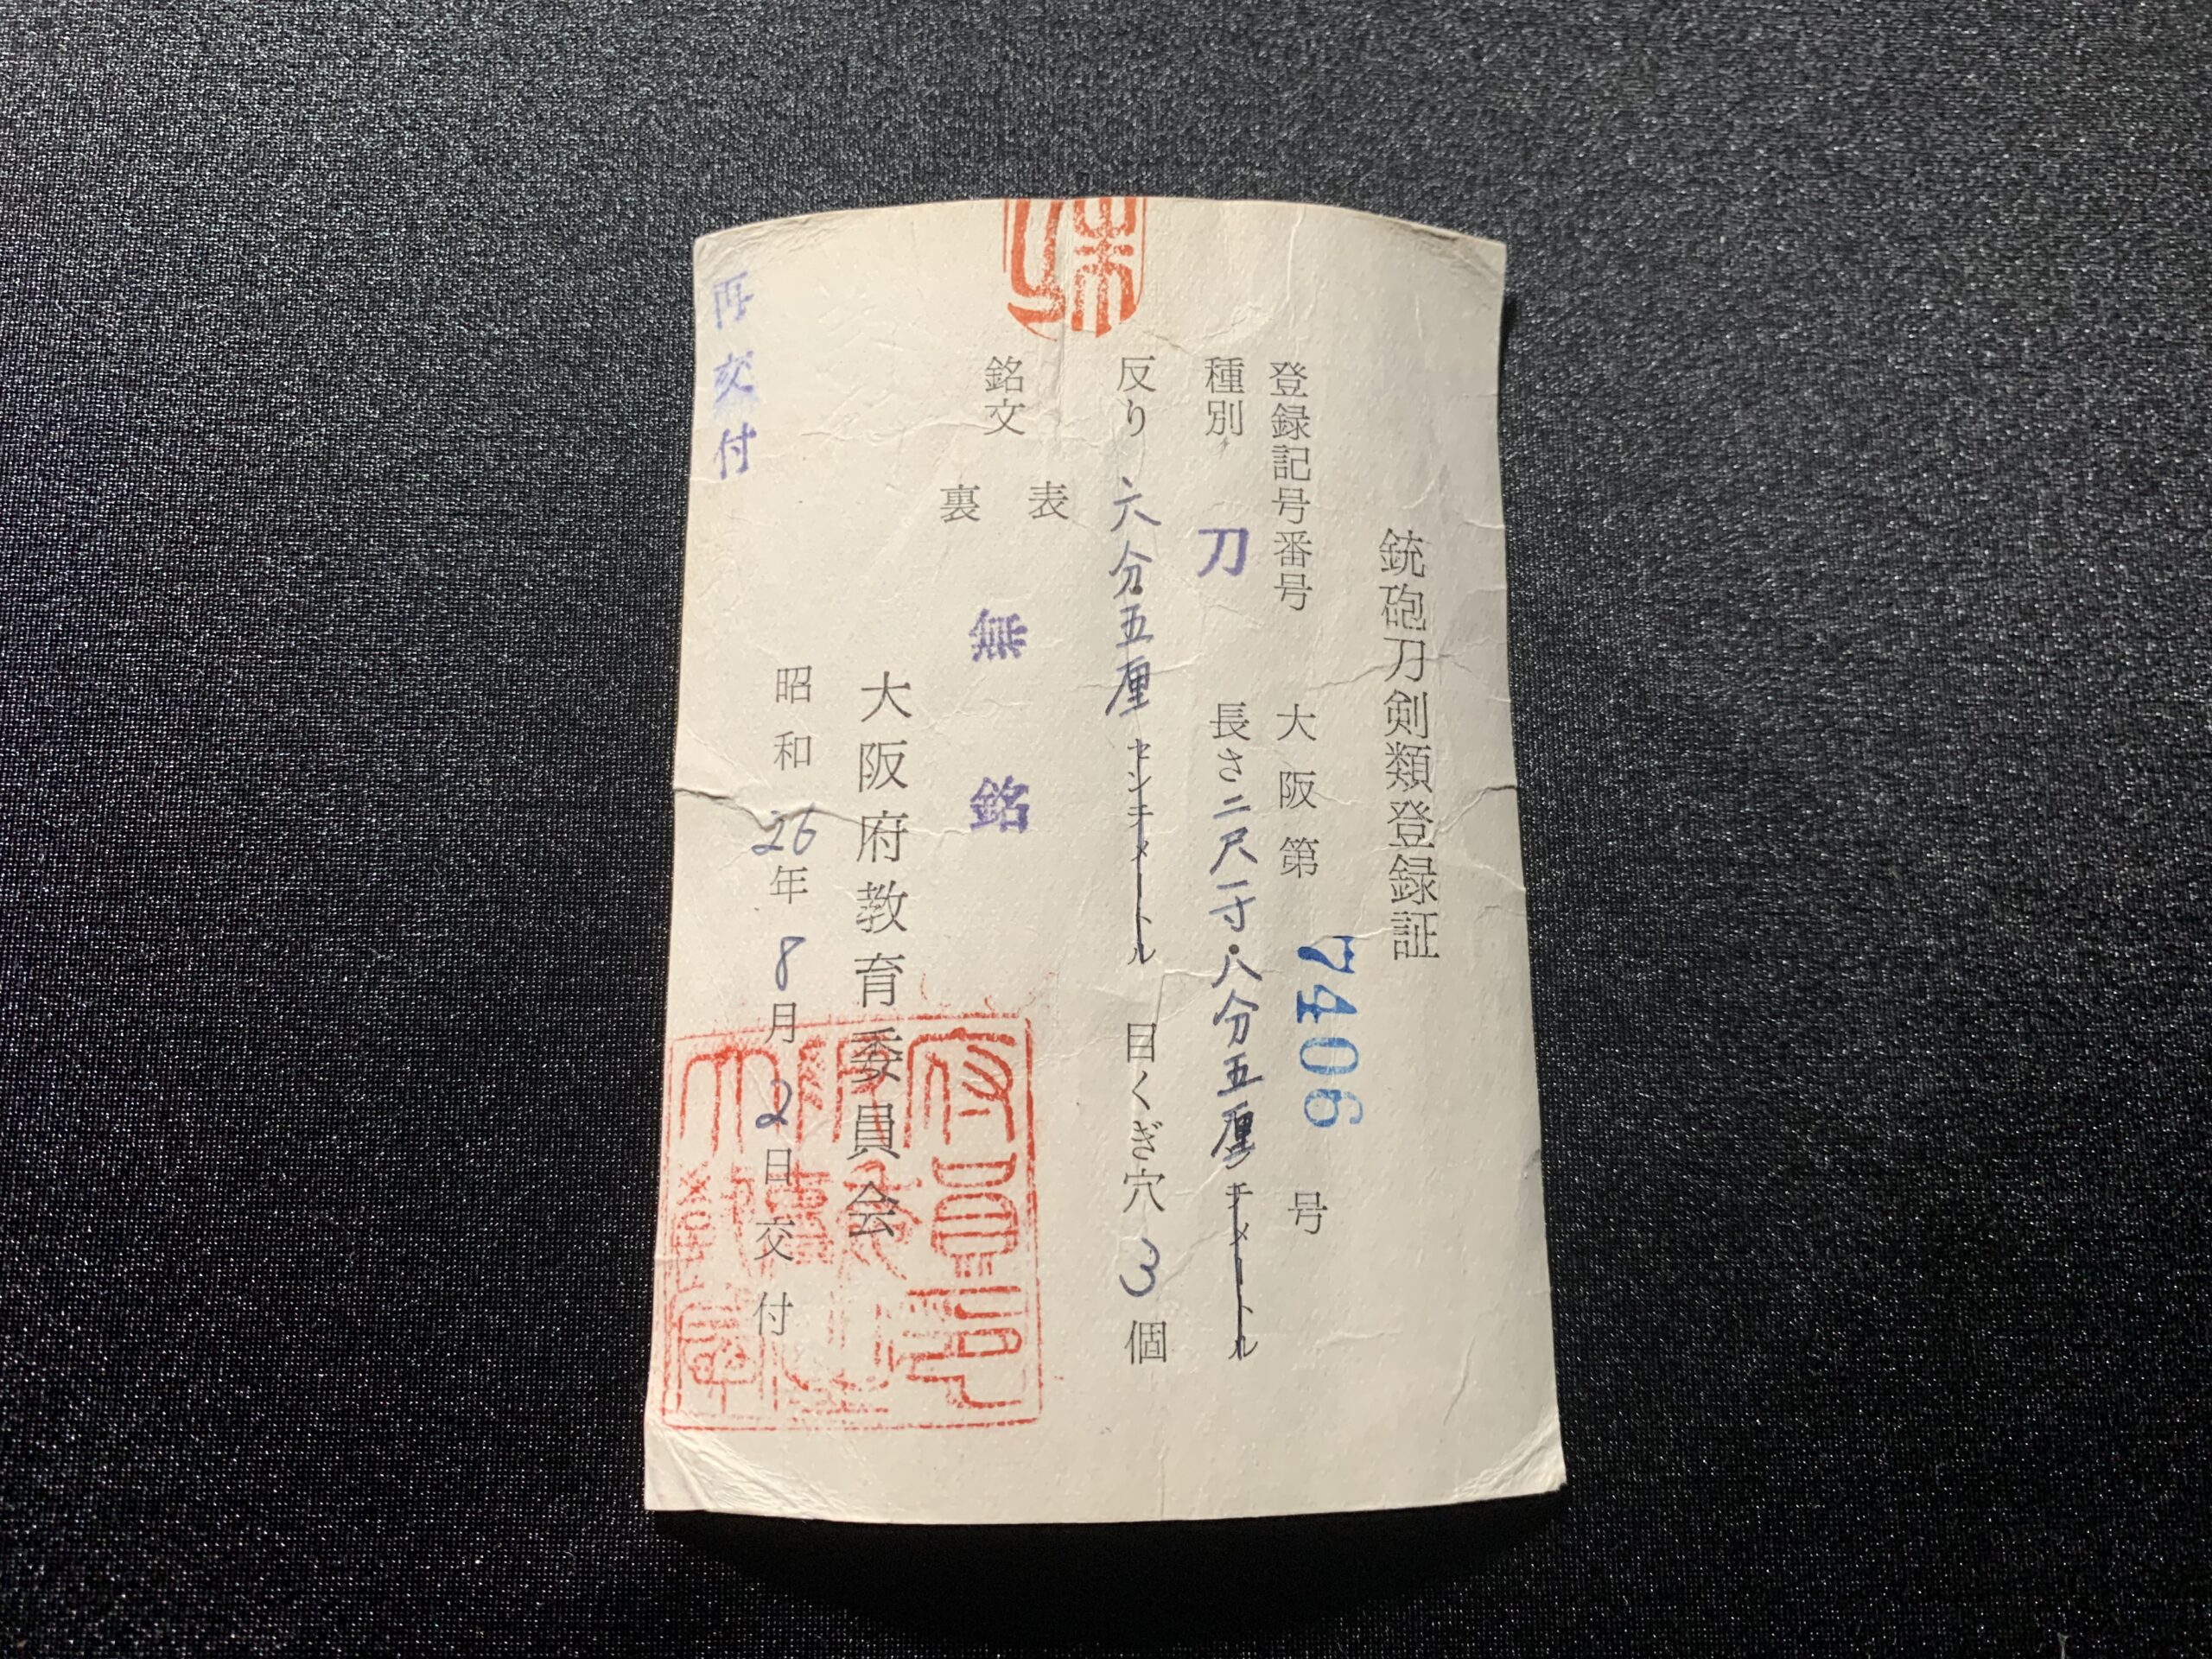 銃砲刀剣類登録証
登録記号番号 大阪第 7406 号
種別 刀 長さ 二尺一寸・八分五厘 チメートル
反り 六分五厘 センチメートル 目くぎ穴 3 個
銘文 表 無銘
裏
大阪府教育委員会
昭和 26 年 8 月 2 日交付
再交付